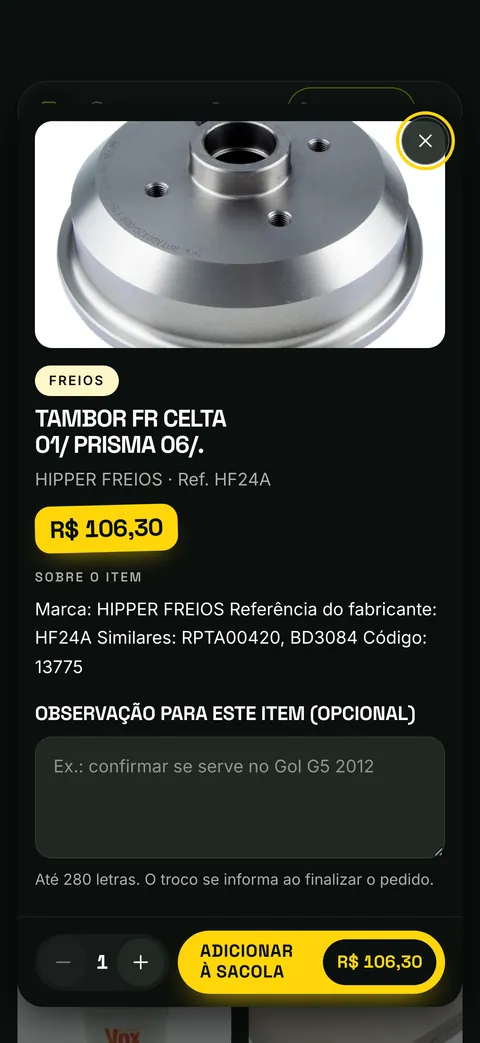 FREIOS
TAMBOR FR CELTA
01/ PRISMA 06/.
HIPPER FREIOS · Ref. HF24A
R$ 106,30
SOBRE O ITEM
Marca: HIPPER FREIOS Referência do fabricante:
HF24A Similares: RPTA00420, BD3084 Código:
13775
OBSERVAÇÃO PARA ESTE ITEM (OPCIONAL)
Ex.: confirmar se serve no Gol G5 2012
Até 280 letras. O troco se informa ao finalizar o pedido.
1
ADICIONAR
À SACOLA
R$ 106,30
Vox